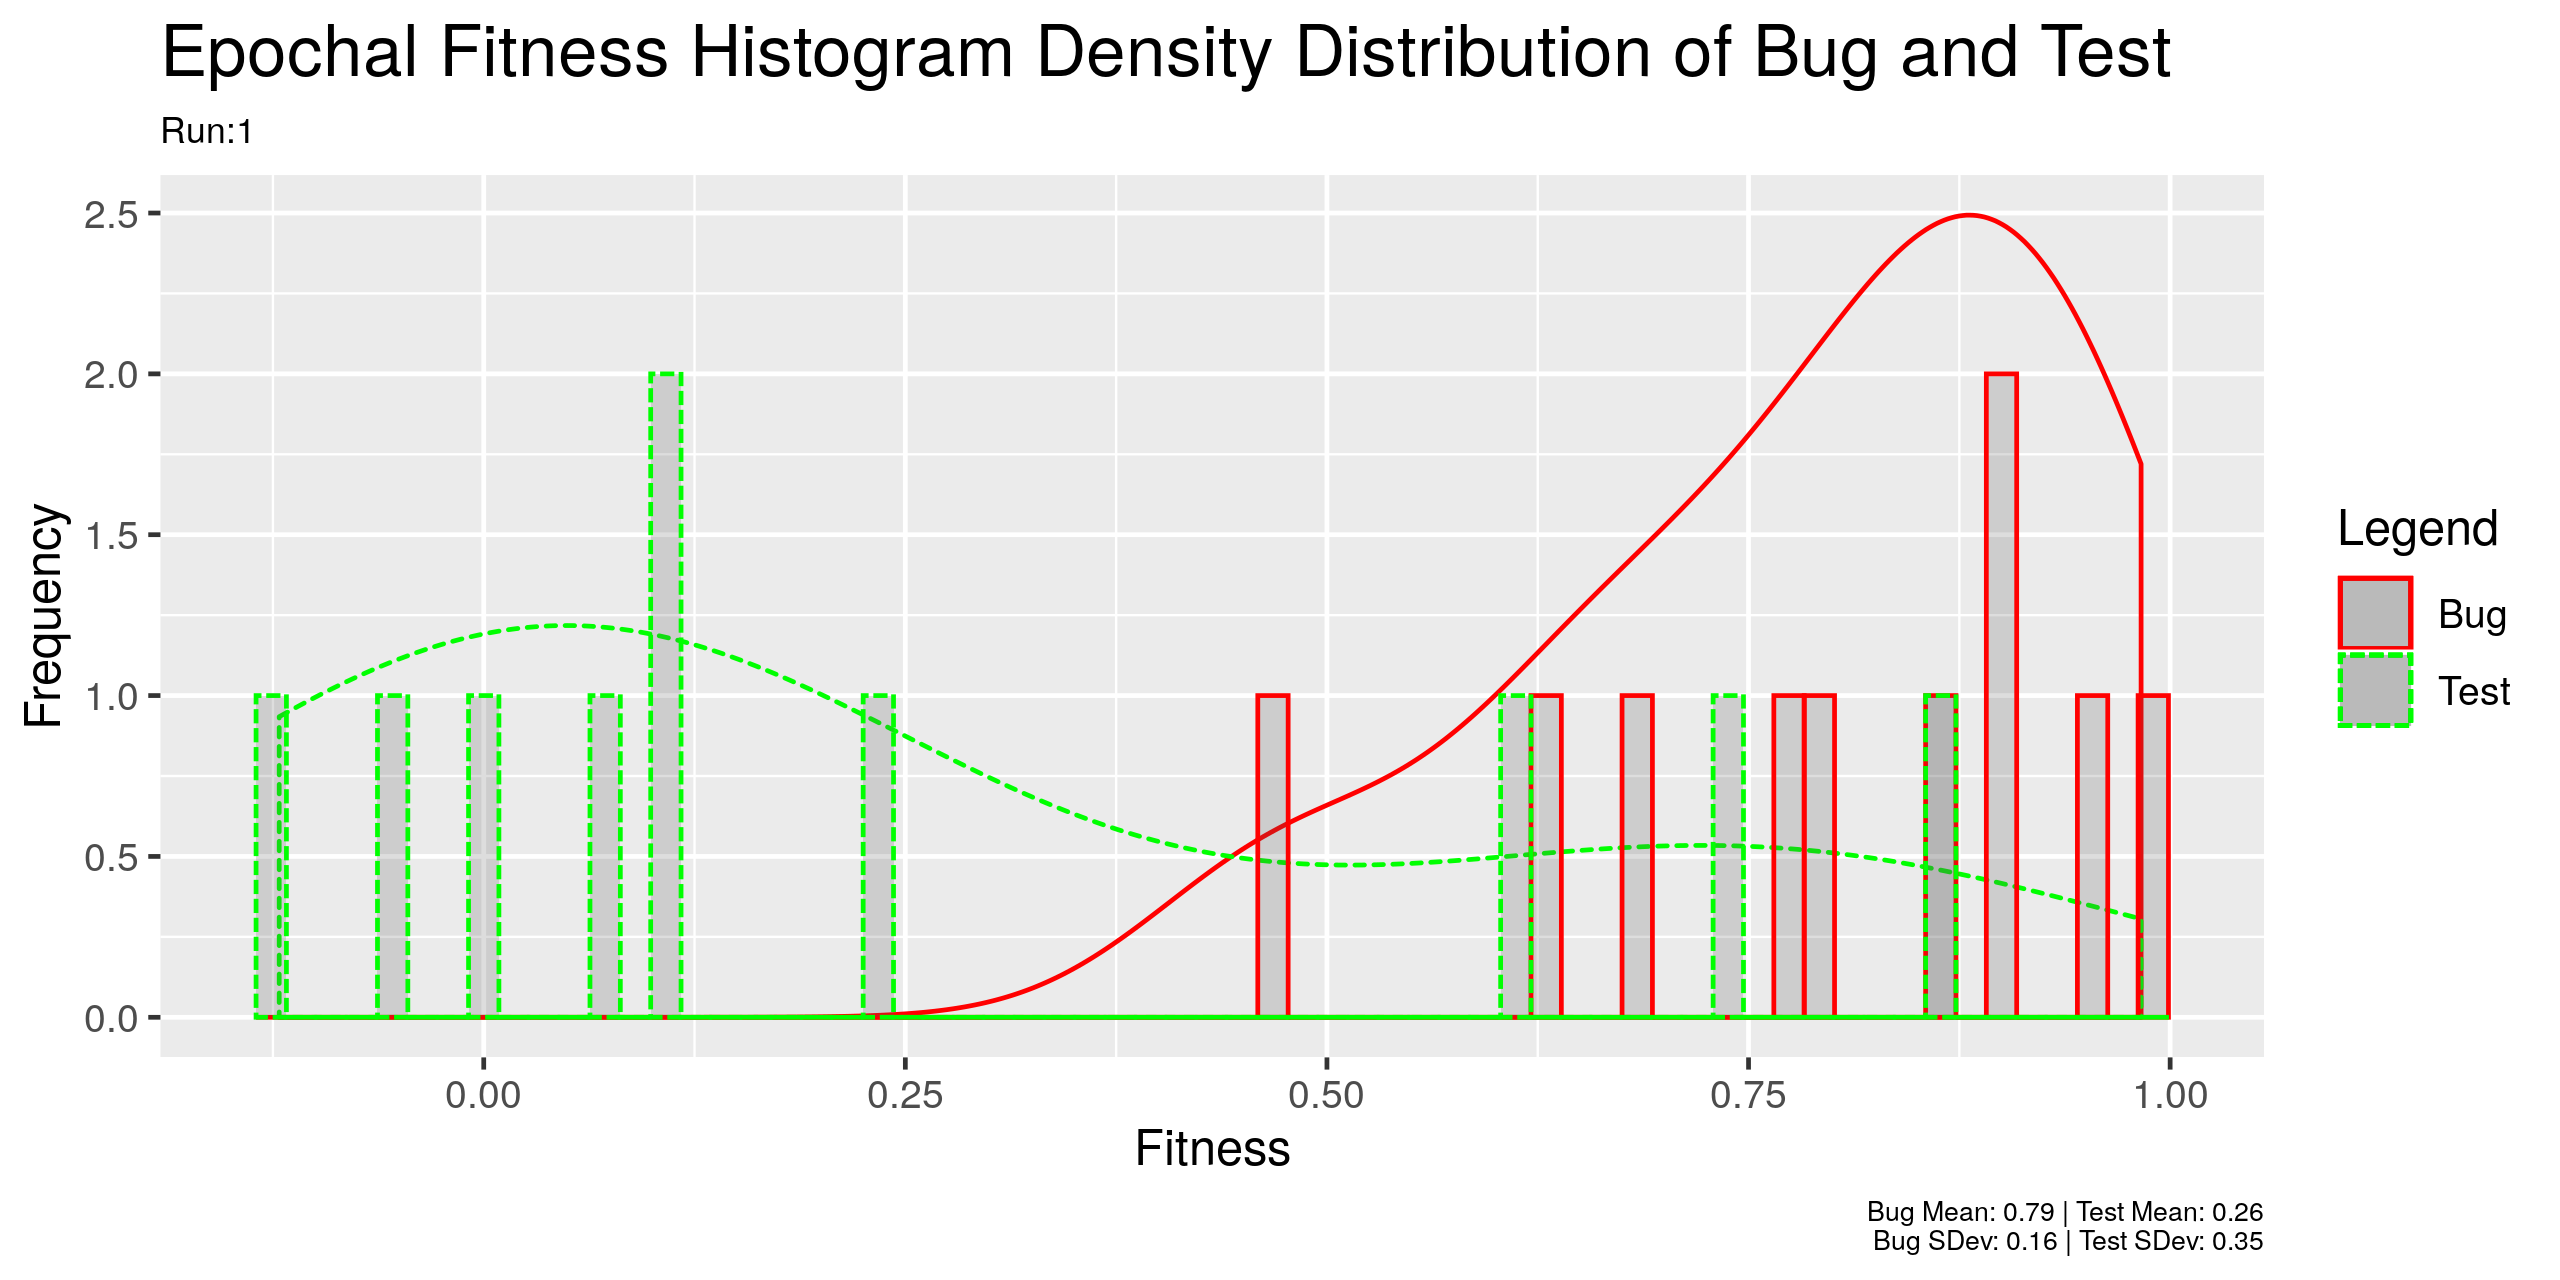 Epochal Fitness Histogram Density Distribution of Bug and Test
Run:1
2.5
2.0
1.5
1.0
0.5
0.0
Frequency
0.00
0.25
0.50
0.75
1.00
Fitness
Legend
Bug
Test
Bug Mean: 0.79 | Test Mean: 0.26
Bug SDev: 0.16 | Test SDev: 0.35